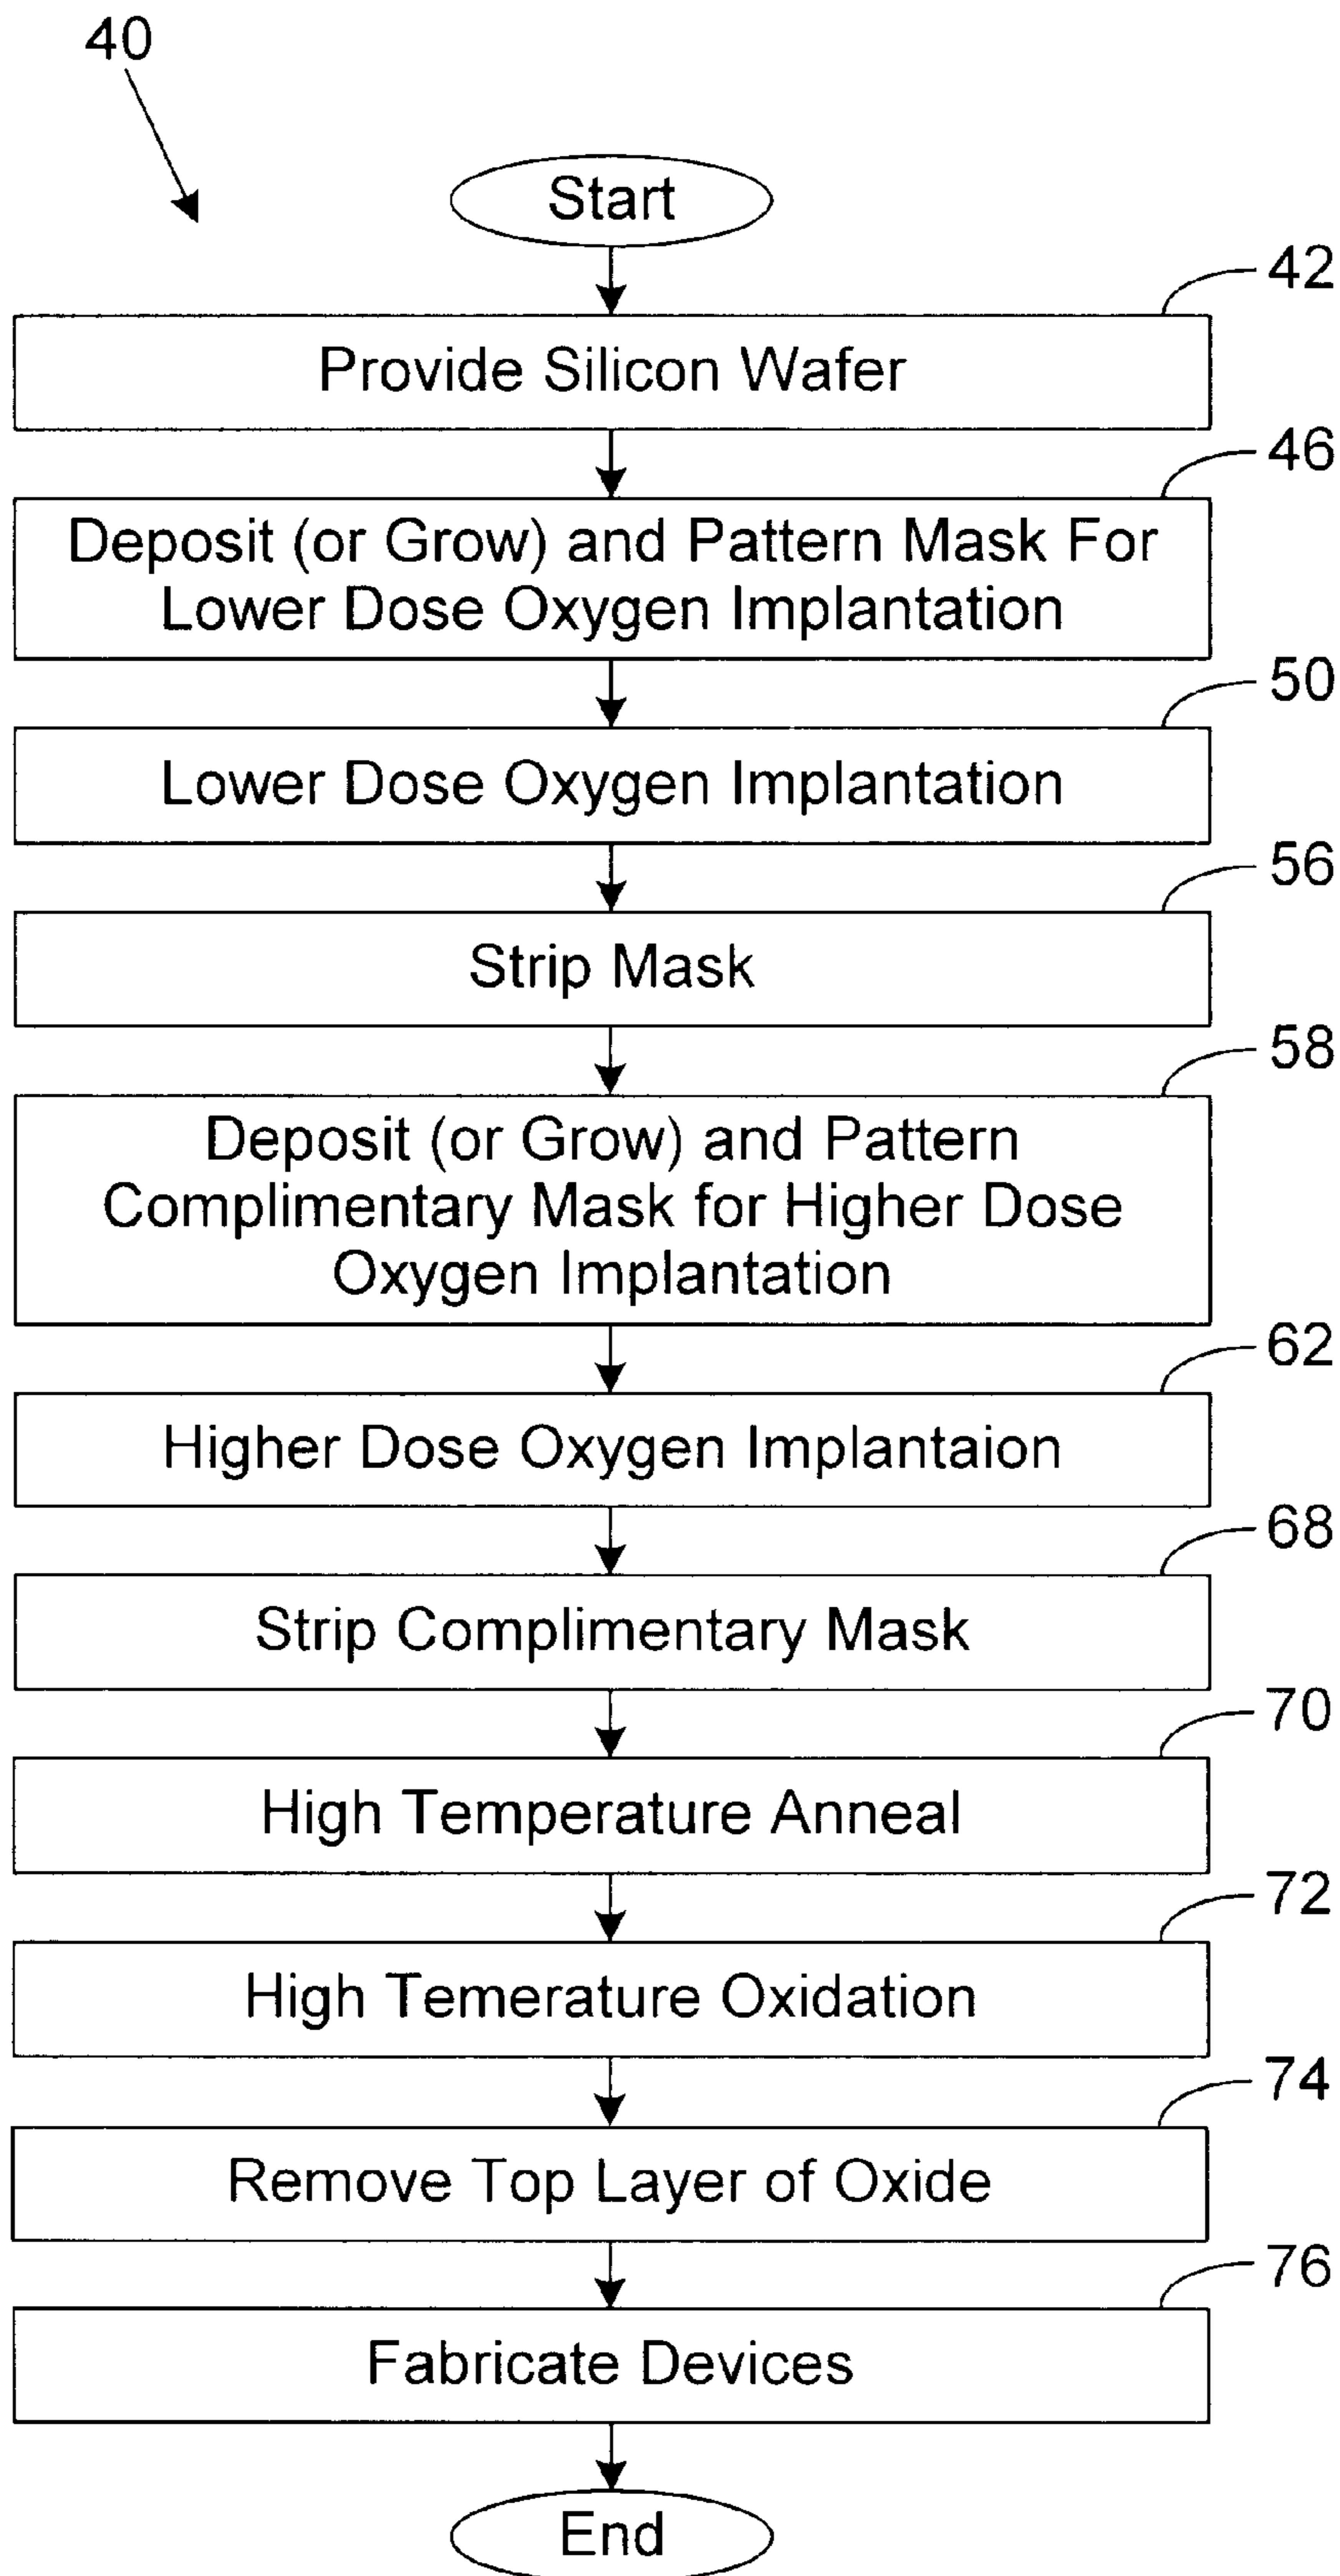 40
Start
42
Provide Silicon Wafer
46
Deposit (or Grow) and Pattern Mask For
Lower Dose Oxygen Implantation
50
Lower Dose Oxygen Implantation
56
Strip Mask
58
Deposit (or Grow) and Pattern
Complimentary Mask for Higher Dose
Oxygen Implantation
62
Higher Dose Oxygen Implantaion
68
Strip Complimentary Mask
70
High Temperature Anneal
72
High Temerature Oxidation
74
Remove Top Layer of Oxide
76
Fabricate Devices
End